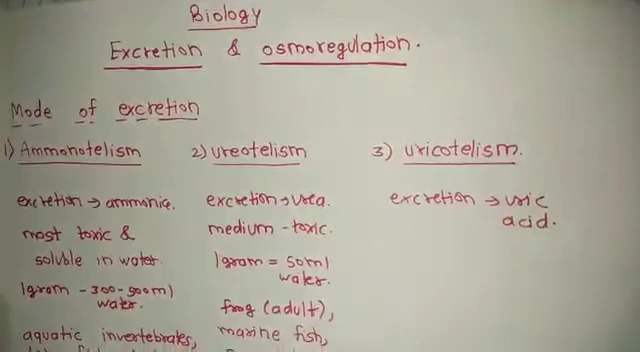 Biology
Excretion & osmoregulation.
Mode of excretion
1) Ammonotelism
excretion → ammonia.
most toxic &
soluble in water.
1gram - 300-500ml
water.
aquatic invertebrates,
2) ureotelism
excretion → urea.
medium - toxic.
1gram = 50ml
water.
frog (adult),
marine fish,
3) uricotelism.
excretion → uric
acid.